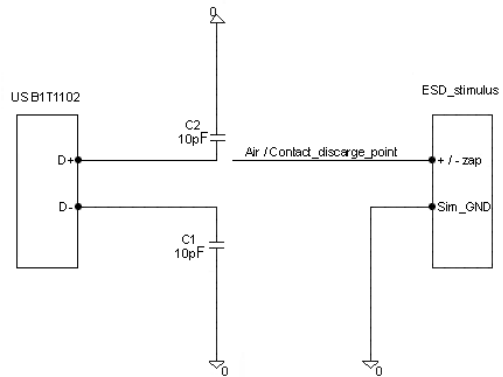 0
USB1T1102
ESD_stimulus
C2
10pF
Air / Contact_discarge_point
D+
+ / - zap
D-
Sim_GND
C1
10pF
0
0